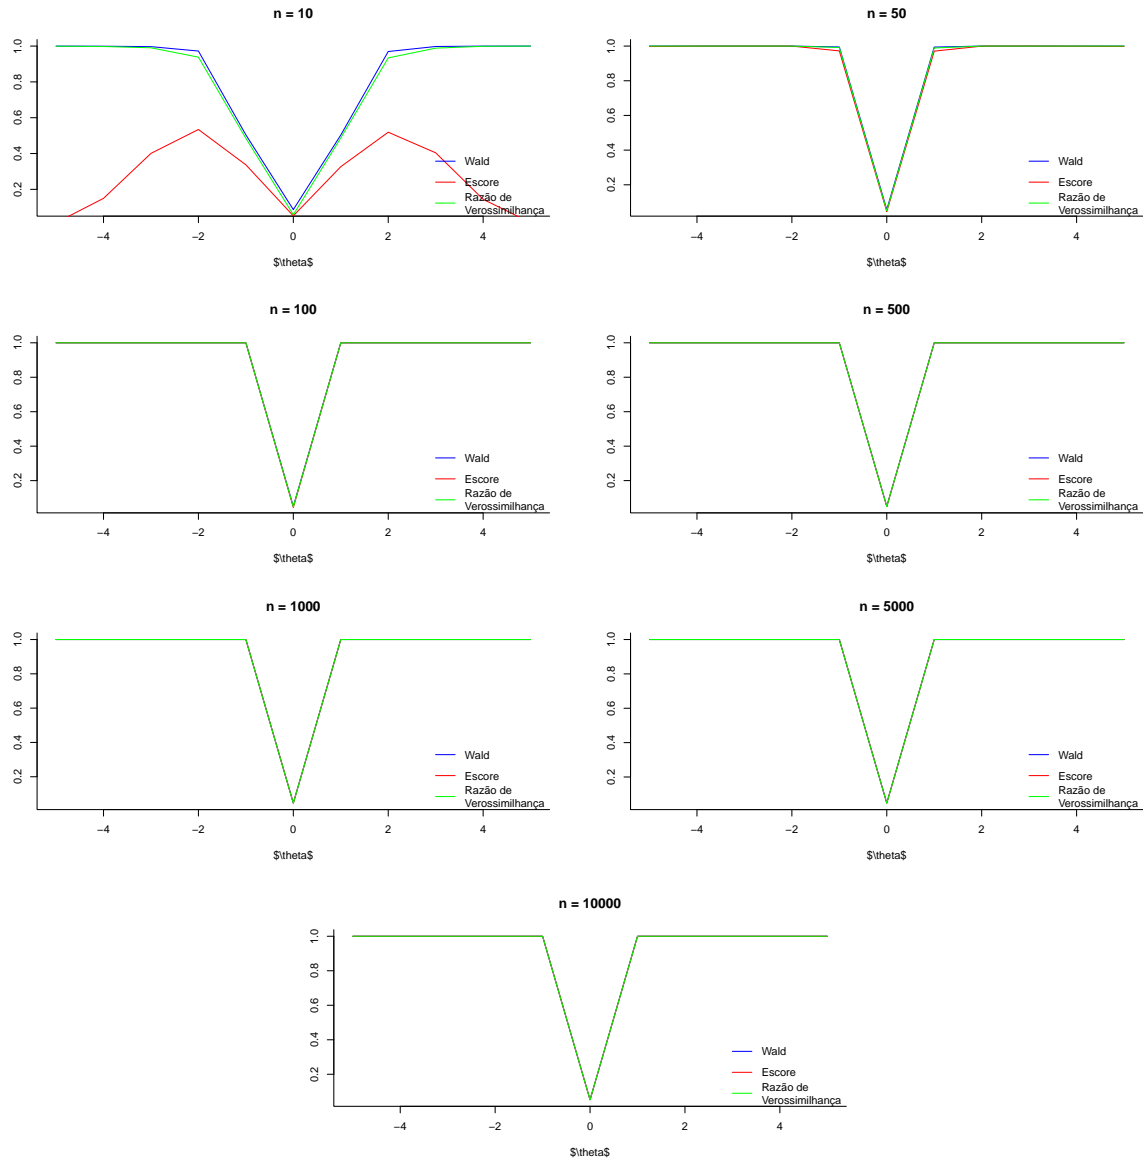 n = 10
1.0
0.8
0.6
0.4
0.2
Wald
Escore
Razão de
Verossimilhança
−4
−2
0
2
4
$\theta$
n = 50
1.0
0.8
0.6
0.4
0.2
Wald
Escore
Razão de
Verossimilhança
−4
−2
0
2
4
$\theta$
n = 100
1.0
0.8
0.6
0.4
0.2
Wald
Escore
Razão de
Verossimilhança
−4
−2
0
2
4
$\theta$
n = 500
1.0
0.8
0.6
0.4
0.2
Wald
Escore
Razão de
Verossimilhança
−4
−2
0
2
4
$\theta$
n = 1000
1.0
0.8
0.6
0.4
0.2
Wald
Escore
Razão de
Verossimilhança
−4
−2
0
2
4
$\theta$
n = 5000
1.0
0.8
0.6
0.4
0.2
Wald
Escore
Razão de
Verossimilhança
−4
−2
0
2
4
$\theta$
n = 10000
1.0
0.8
0.6
0.4
0.2
Wald
Escore
Razão de
Verossimilhança
−4
−2
0
2
4
$\theta$